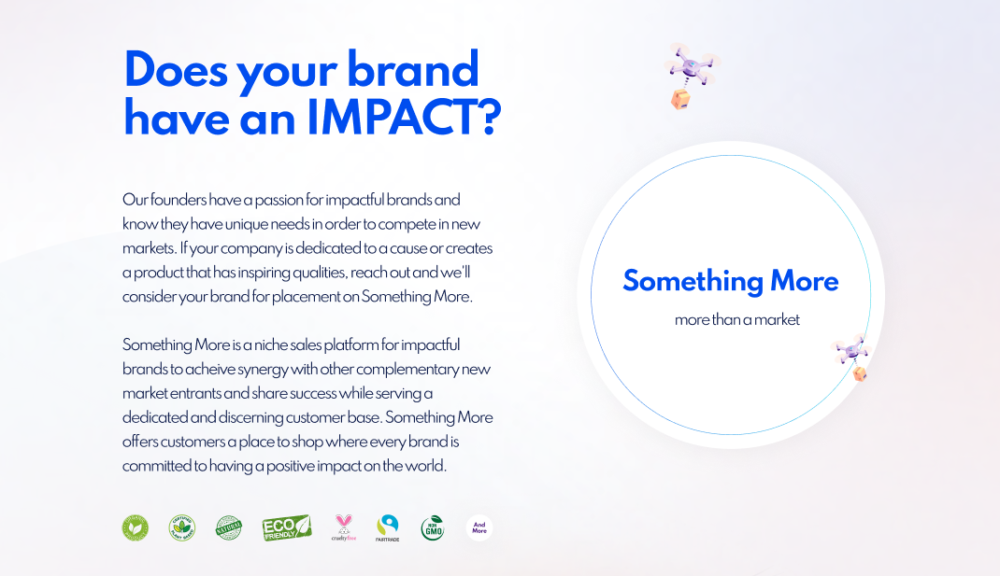 Does your brand
have an IMPACT?
Our founders have a passion for impactful brands and
know they have unique needs in order to compete in new
markets. If your company is dedicated to a cause or creates
a product that has inspiring qualities, reach out and we'll
consider your brand for placement on Something More.
Something More is a niche sales platform for impactful
brands to acheive synergy with other complementary new
market entrants and share success while serving a
dedicated and discerning customer base. Something More
offers customers a place to shop where every brand is
committed to having a positive impact on the world.
CERTIFIED
PLANT BASED
NATURAL
ECO
FRIENDLY
crueltyfree
FAIRTRADE
NON
GMO
And
More
Something More
more than a market